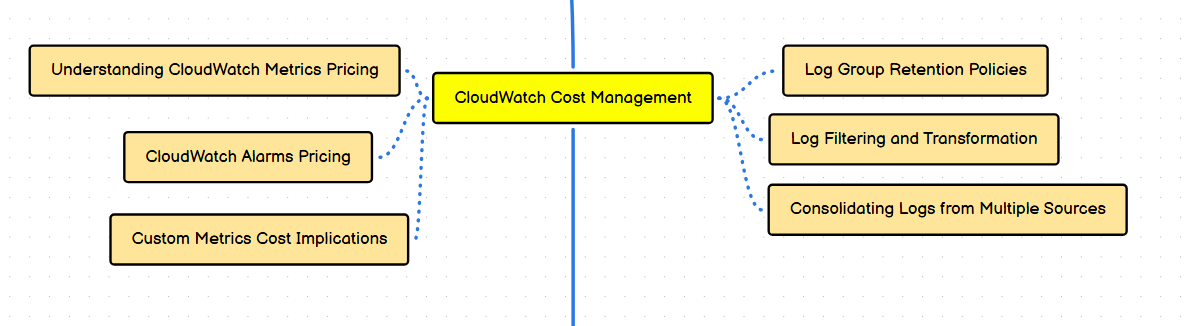 Understanding CloudWatch Metrics Pricing
CloudWatch Alarms Pricing
Custom Metrics Cost Implications
CloudWatch Cost Management
Log Group Retention Policies
Log Filtering and Transformation
Consolidating Logs from Multiple Sources